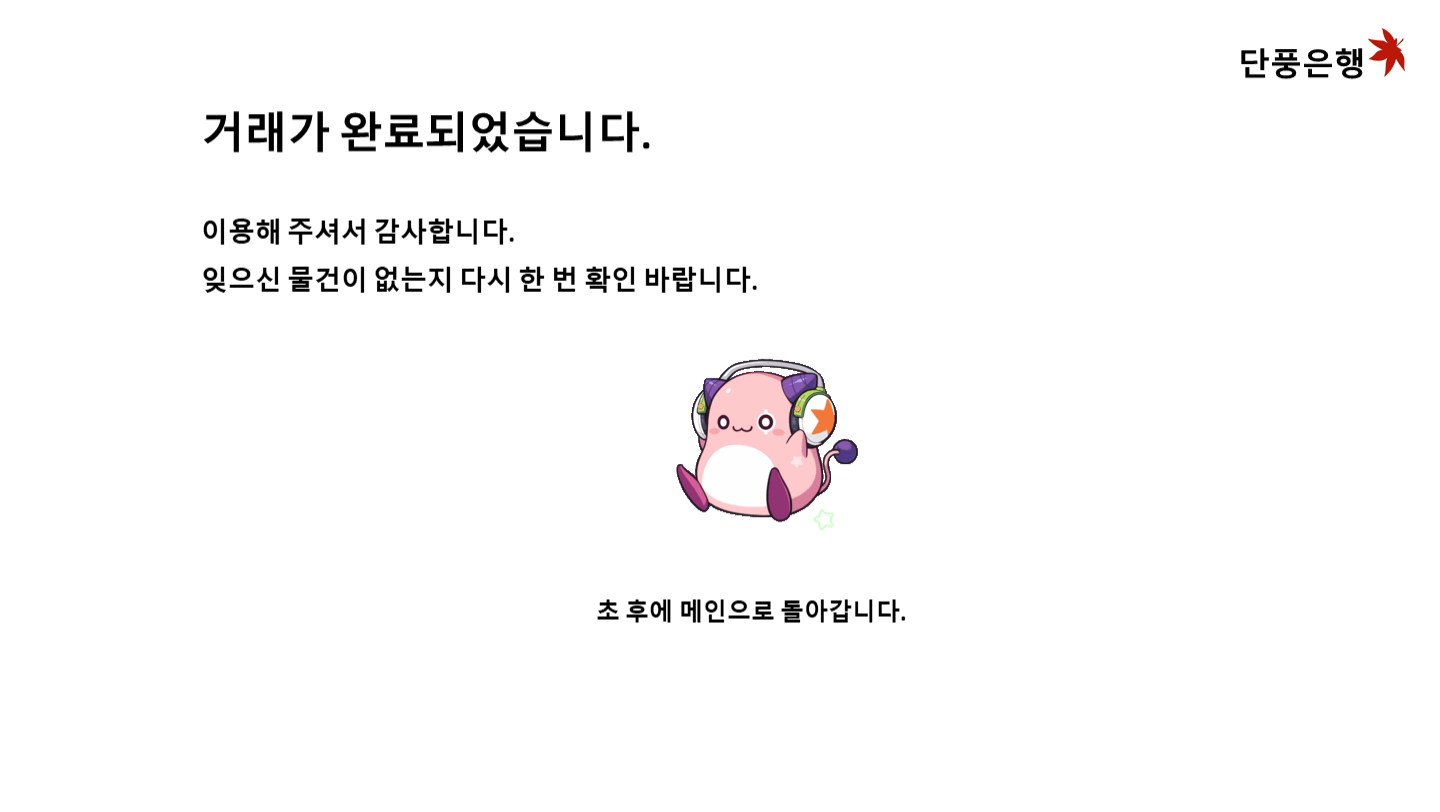 단풍은행
거래가 완료되었습니다.
이용해 주셔서 감사합니다.
잊으신 물건이 없는지 다시 한 번 확인 바랍니다.
초 후에 메인으로 돌아갑니다.